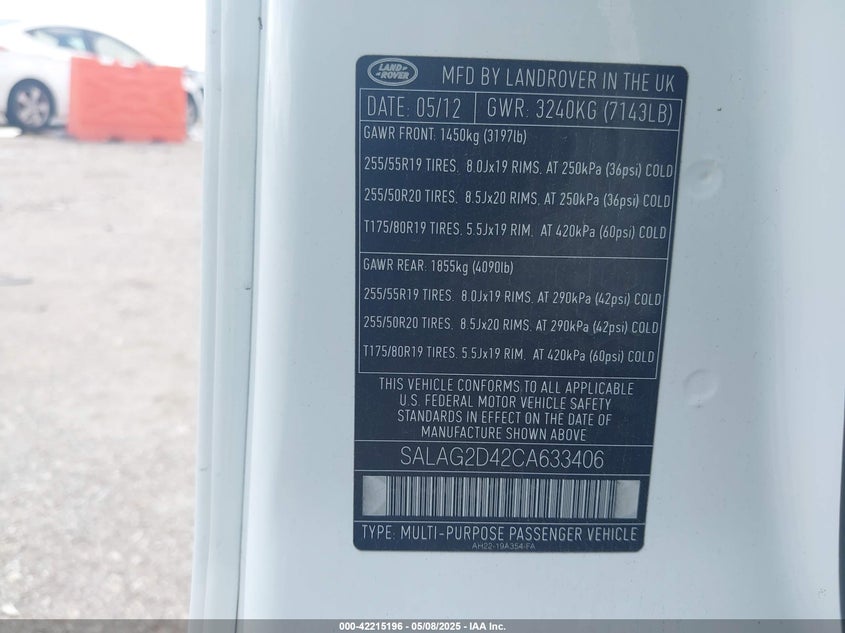 LAND ROVER
MFD BY LANDROVER IN THE UK
DATE: 05/12 GWR: 3240KG (7143LB)
GAWR FRONT: 1450kg (3197lb)
255/55R19 TIRES. 8.0Jx19 RIMS. AT 250kPa (36psi) COLD
255/50R20 TIRES. 8.5Jx20 RIMS. AT 250kPa (36psi) COLD
T175/80R19 TIRES. 5.5Jx19 RIM. AT 420kPa (60psi) COLD
GAWR REAR: 1855kg (4090lb)
255/55R19 TIRES. 8.0Jx19 RIMS. AT 290kPa (42psi) COLD
255/50R20 TIRES. 8.5Jx20 RIMS. AT 290kPa (42psi) COLD
T175/80R19 TIRES. 5.5Jx19 RIM. AT 420kPa (60psi) COLD
THIS VEHICLE CONFORMS TO ALL APPLICABLE
U.S. FEDERAL MOTOR VEHICLE SAFETY
STANDARDS IN EFFECT ON THE DATE OF
MANUFACTURE SHOWN ABOVE
SALAG2D42CA633406
TYPE: MULTI-PURPOSE PASSENGER VEHICLE
AH22-19A354-FA
000-42215196 - 05/08/2025 - IAA Inc.